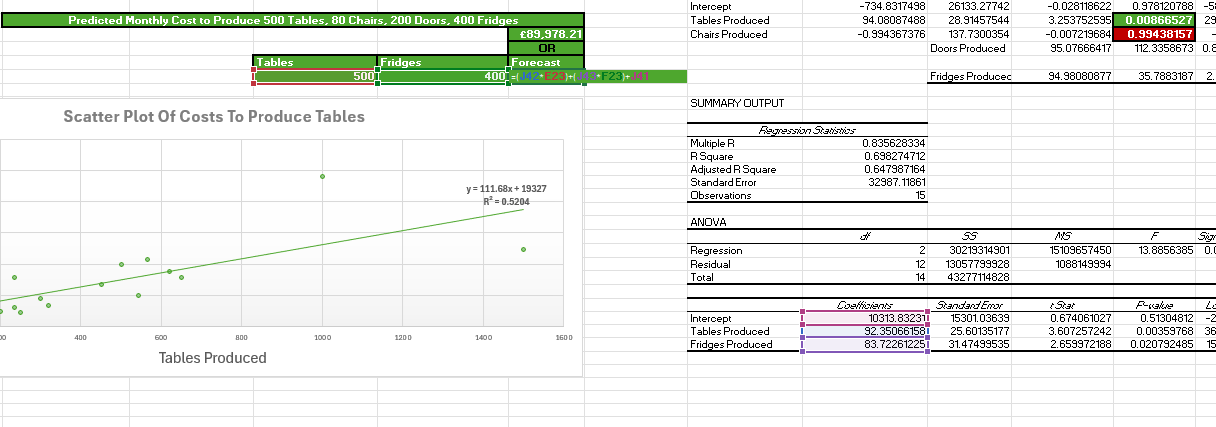 Predicted Monthly Cost to Produce 500 Tables, 80 Chairs, 200 Doors, 400 Fridges
£89,978.21
OR
Tables Fridges Forecast
500 400 =(J42*E23)+(J43*F23)+J41
Scatter Plot Of Costs To Produce Tables
y = 111.68x + 19327
R² = 0.5204
00 400 600 800 1000 1200 1400 1600
Tables Produced
Intercept -734.8317498 26133.27742 -0.028118622 0.978120788 -58
Tables Produced 94.08087488 28.91457544 3.253752595 0.00866527 29
Chairs Produced -0.994367376 137.7300354 -0.007219684 0.99438157
Doors Produced 95.07666417 112.3358673 0.8
Fridges Produced 94.98080877 35.7883187 2.
SUMMARY OUTPUT
Regression Statistics
Multiple R 0.835628334
R Square 0.698274712
Adjusted R Square 0.647987164
Standard Error 32987.11861
Observations 15
ANOVA
df SS MS F Sign
Regression 2 30219314901 15109657450 13.8856385 0.0
Residual 12 13057799928 1088149994
Total 14 43277114828
Coefficients Standard Error t Stat P-value Lo
Intercept 10313.83231 15301.03639 0.674061027 0.51304812 -2
Tables Produced 92.35066158 25.60135177 3.607257242 0.00359768 36
Fridges Produced 83.72261225 31.47499535 2.659972188 0.020792485 15